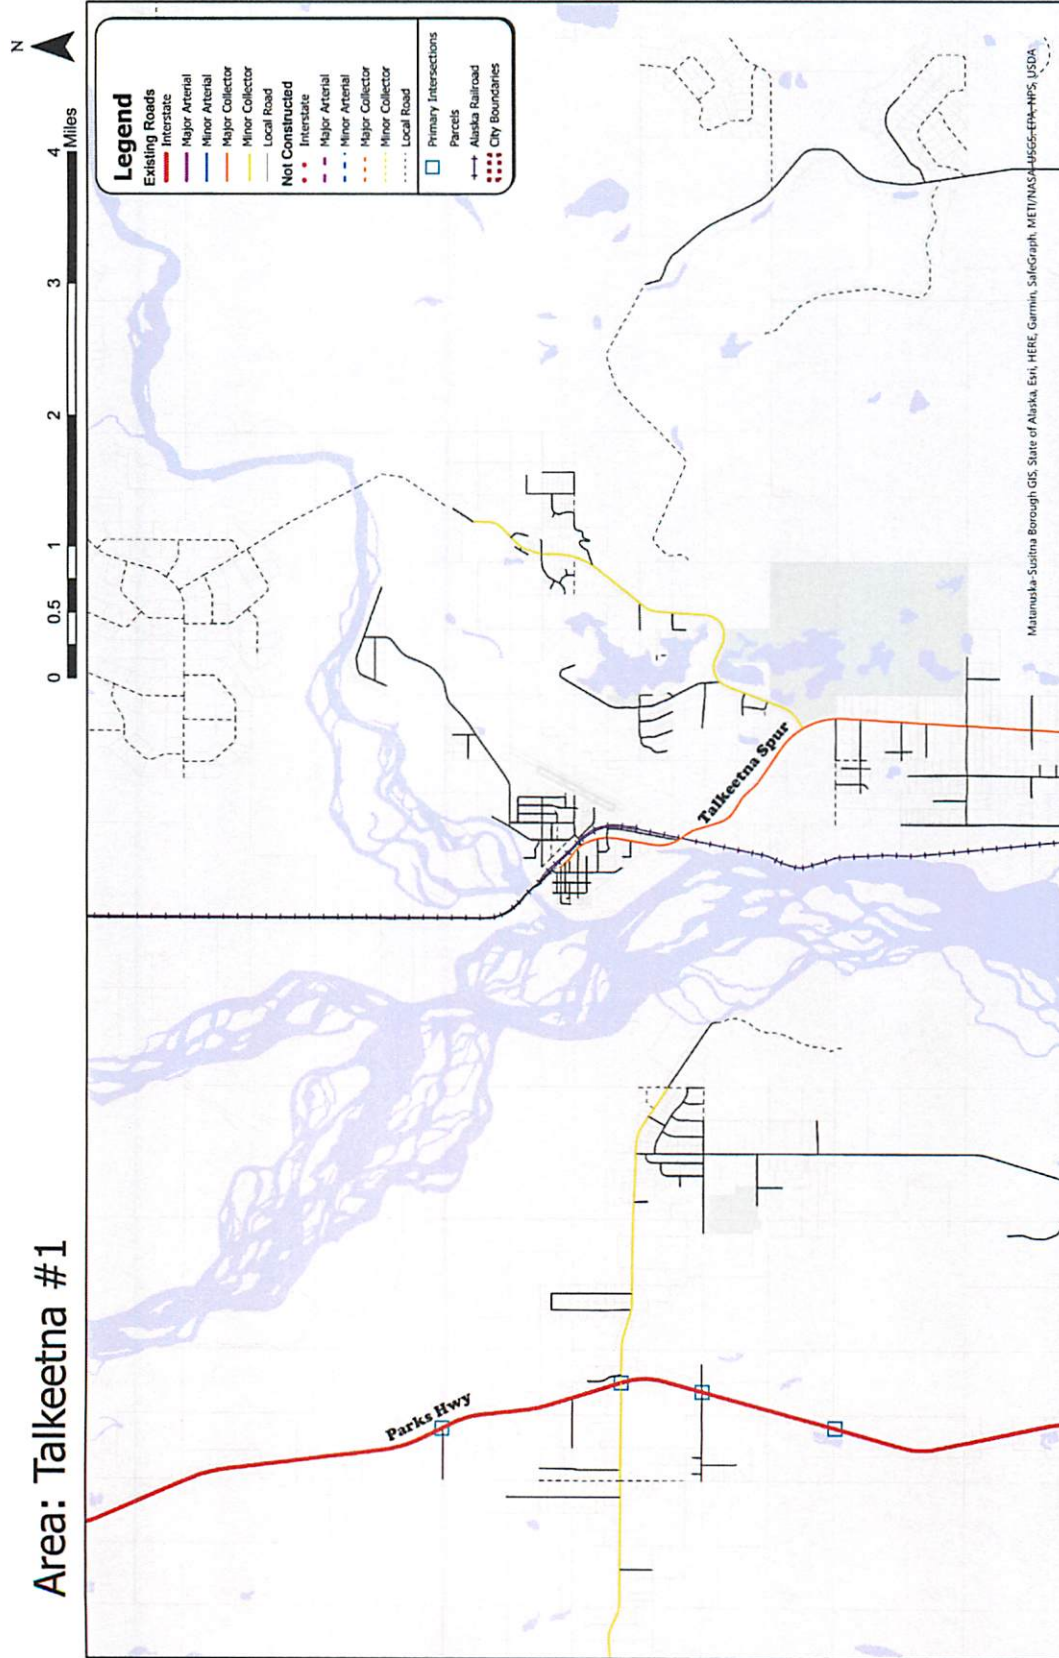 Area: Talkeetna #1
0 0.5 1 2 3 4
Miles
N
Legend
Existing Roads
Interstate
Major Arterial
Minor Arterial
Major Collector
Minor Collector
Local Road
Not Constructed
Interstate
Major Arterial
Minor Arterial
Major Collector
Minor Collector
Local Road
Primary Intersections
Parcels
Alaska Railroad
City Boundaries
Parks Hwy
Talkeetna Spur
Matanuska-Susitna Borough GIS, State of Alaska, Esri, HERE, Garmin, SafeGraph, METI/NASA, USGS, EPA, NPS, USDA